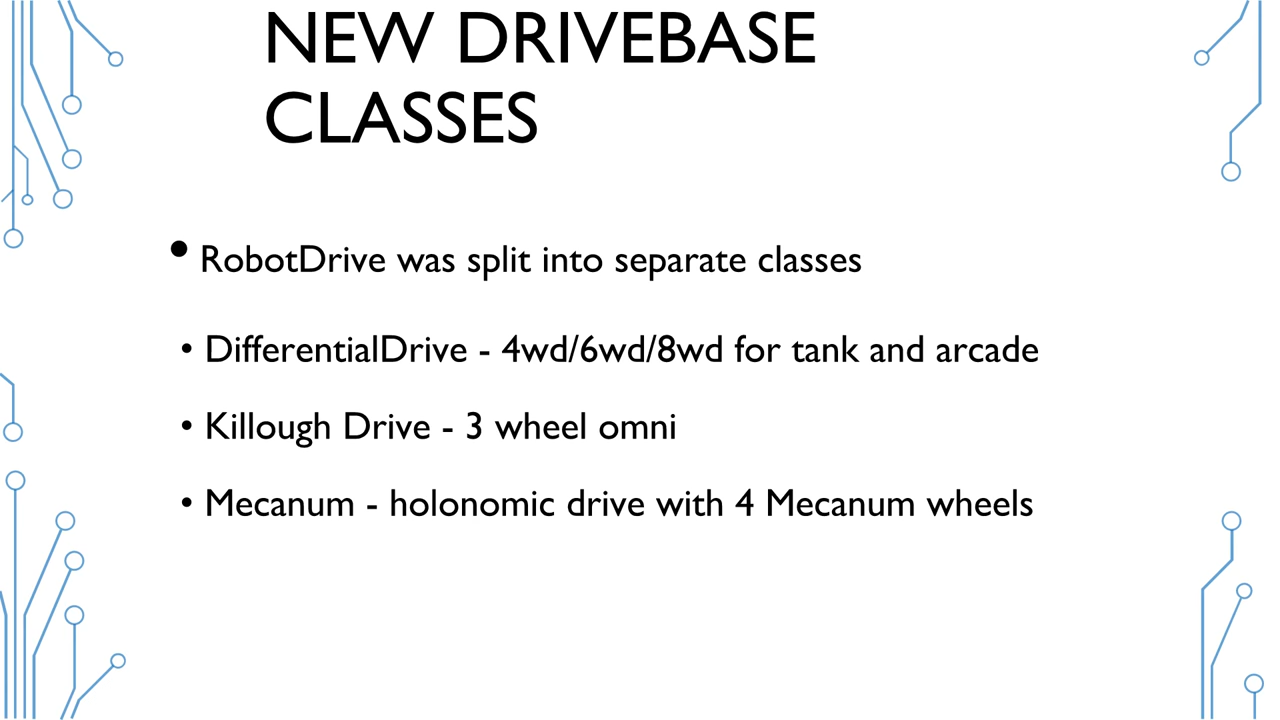 NEW DRIVEBASE
CLASSES
• RobotDrive was split into separate classes
• DifferentialDrive - 4wd/6wd/8wd for tank and arcade
• Killough Drive - 3 wheel omni
• Mecanum - holonomic drive with 4 Mecanum wheels